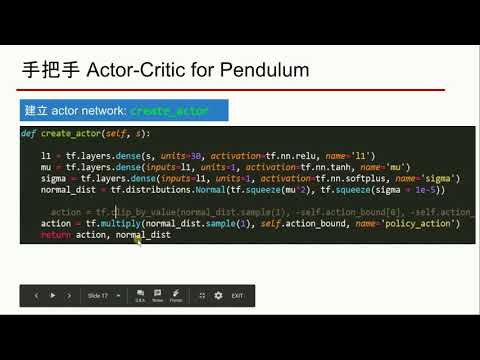 手把手 Actor-Critic for Pendulum
建立 actor network: create_actor
def create_actor(self, s):
l1 = tf.layers.dense(s, units=30, activation=tf.nn.relu, name='l1')
mu = tf.layers.dense(inputs=l1, units=1, activation=tf.nn.tanh, name='mu')
sigma = tf.layers.dense(inputs=l1, units=1, activation=tf.nn.softplus, name='sigma')
normal_dist = tf.distributions.Normal(tf.squeeze(mu*2), tf.squeeze(sigma + 1e-5))
action = tf.clip_by_value(normal_dist.sample(1), -self.action_bound[0], -self.action_
action = tf.multiply(normal_dist.sample(1), self.action_bound, name='policy_action')
return action, normal_dist
Slide 17
Q&A
Notes
Pointer
EXIT